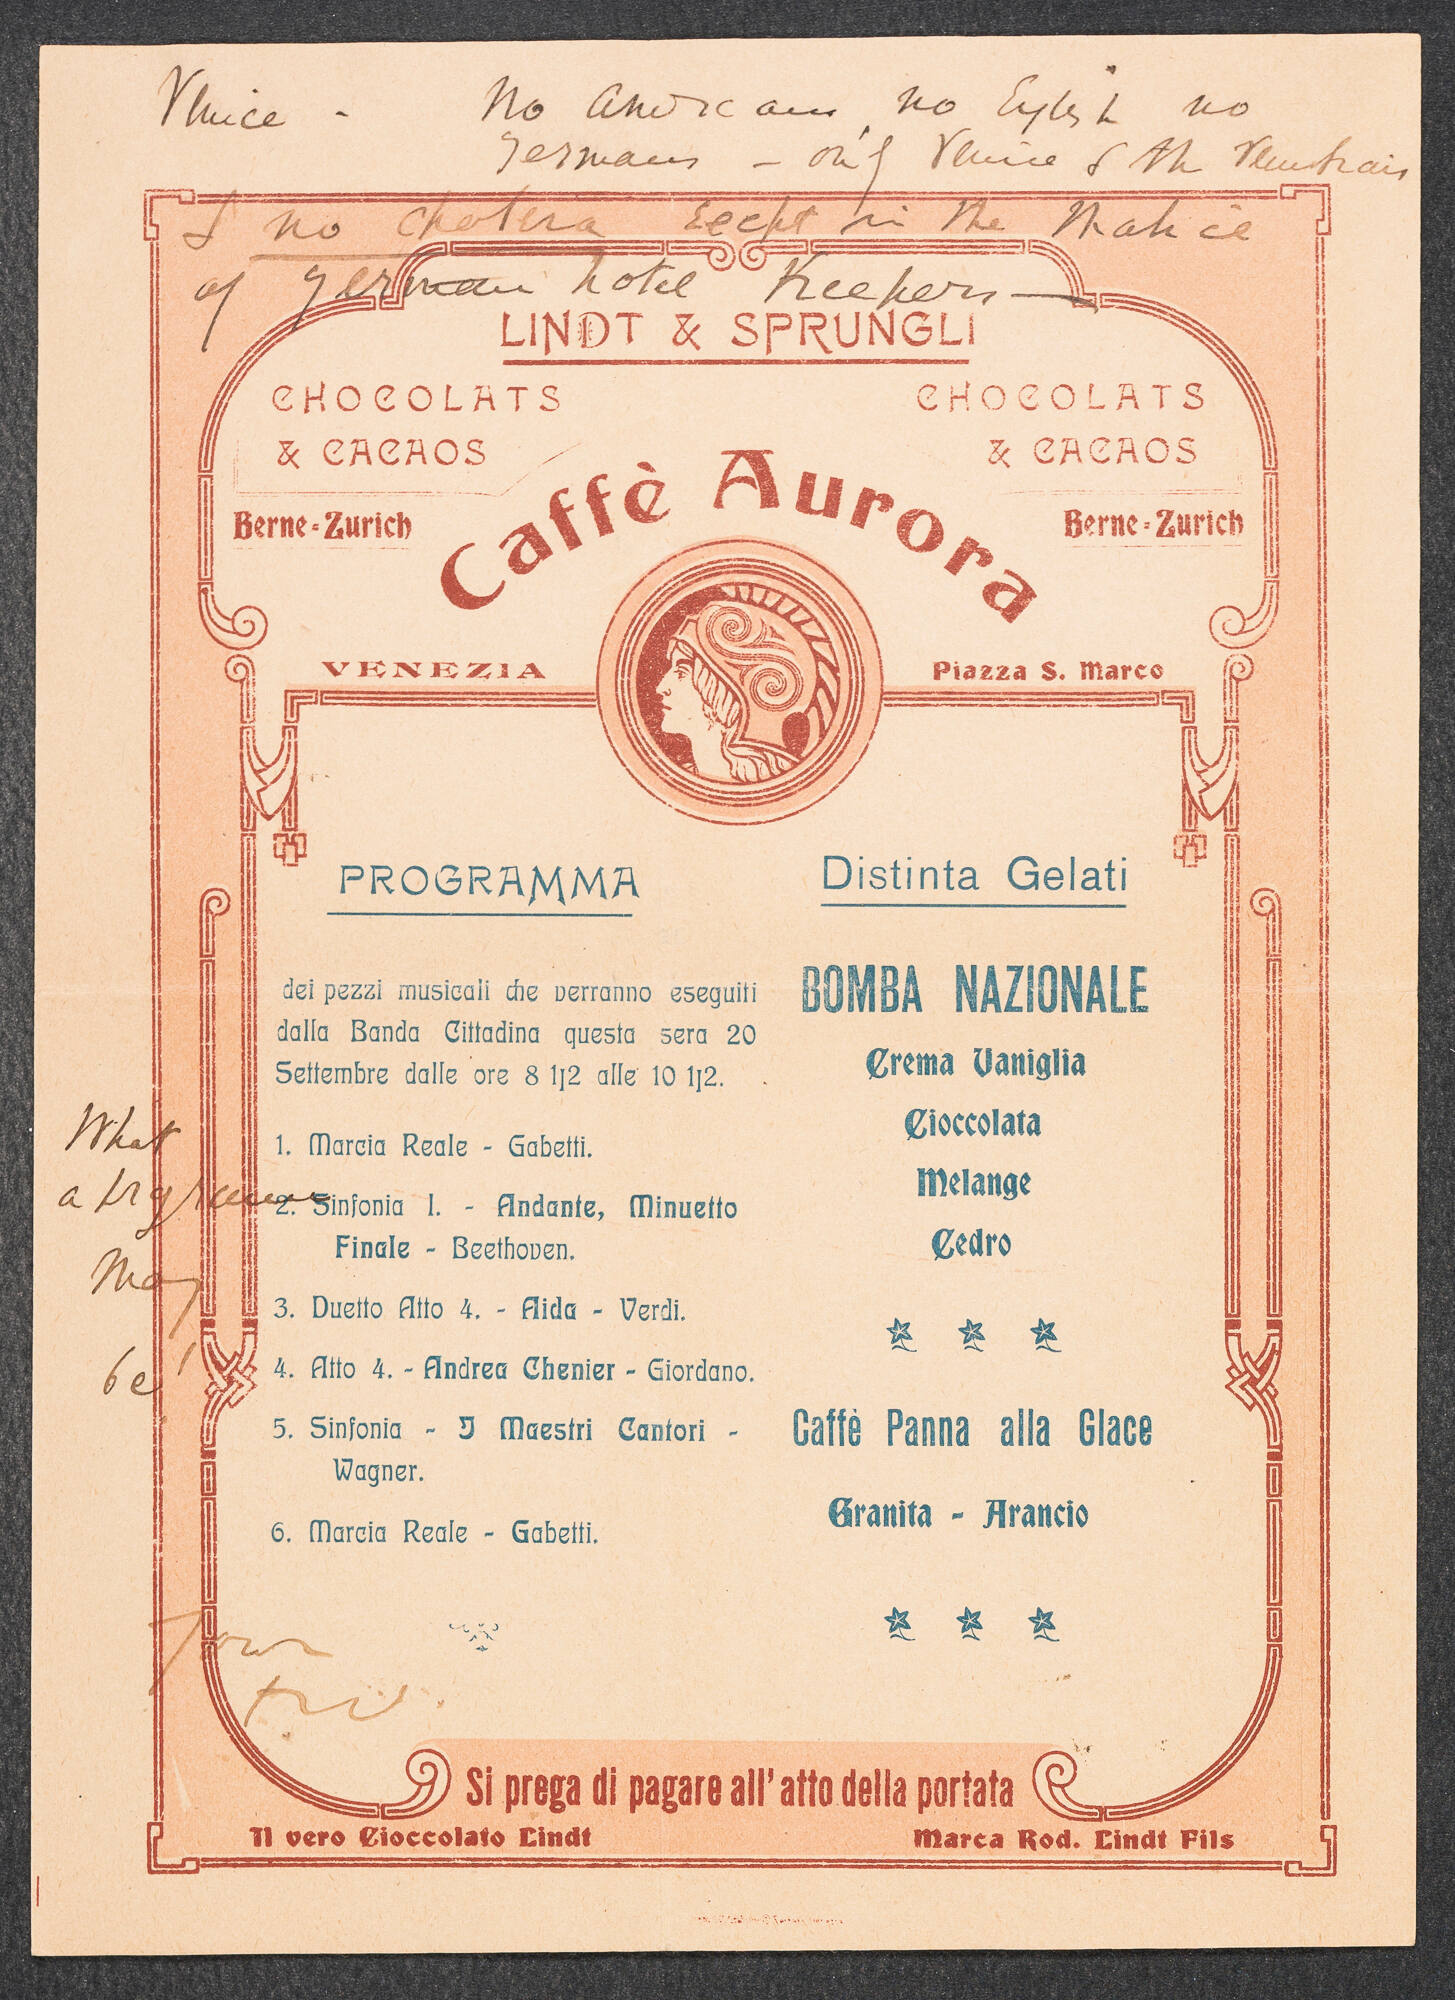 Venice - No Americans, no English no
Germans - only Venice & the Venetians
& no cholera Except in the Malice
of German hotel Keepers —
LINDT & SPRUNGLI
CHOCOLATS
& CACAOS
Berne-Zurich
CHOCOLATS
& CACAOS
Berne-Zurich
Caffè Aurora
VENEZIA
Piazza S. Marco
PROGRAMMA
dei pezzi musicali che verranno eseguiti
dalla Banda Cittadina questa sera 20
Settembre dalle ore 8 1|2 alle 10 1|2.
1. Marcia Reale - Gabetti.
2. Sinfonia I. - Andante, Minuetto
Finale - Beethoven.
3. Duetto Atto 4. - Aida - Verdi.
4. Atto 4. - Andrea Chenier - Giordano.
5. Sinfonia - I Maestri Cantori -
Wagner.
6. Marcia Reale - Gabetti.
Distinta Gelati
BOMBA NAZIONALE
Crema Vaniglia
Cioccolata
Melange
Cedro
Caffè Panna alla Glace
Granita - Arancio
What
a programme
May
be!
Si prega di pagare all' atto della portata
Il vero Cioccolato Lindt
Marca Rod. Lindt Fils